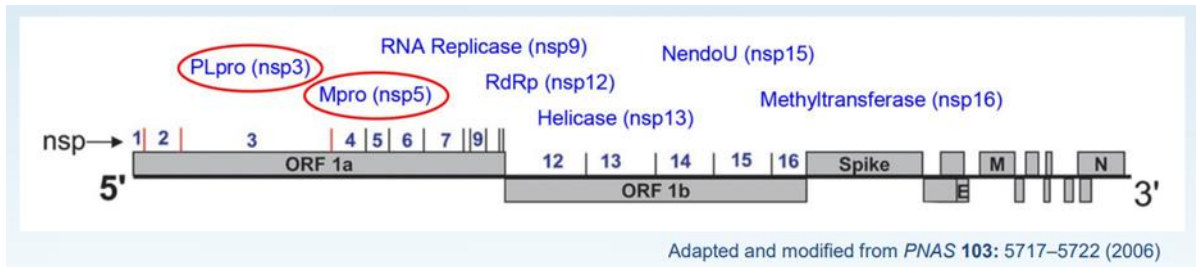 RNA Replicase (nsp9)
NendoU (nsp15)
PLpro (nsp3)
RdRp (nsp12)
Mpro (nsp5)
Methyltransferase (nsp16)
Helicase (nsp13)
nsp→ 1 2 3 4 5 6 7 9 12 13 14 15 16
ORF 1a Spike M N
5' ORF 1b E 3'
Adapted and modified from PNAS 103: 5717–5722 (2006)